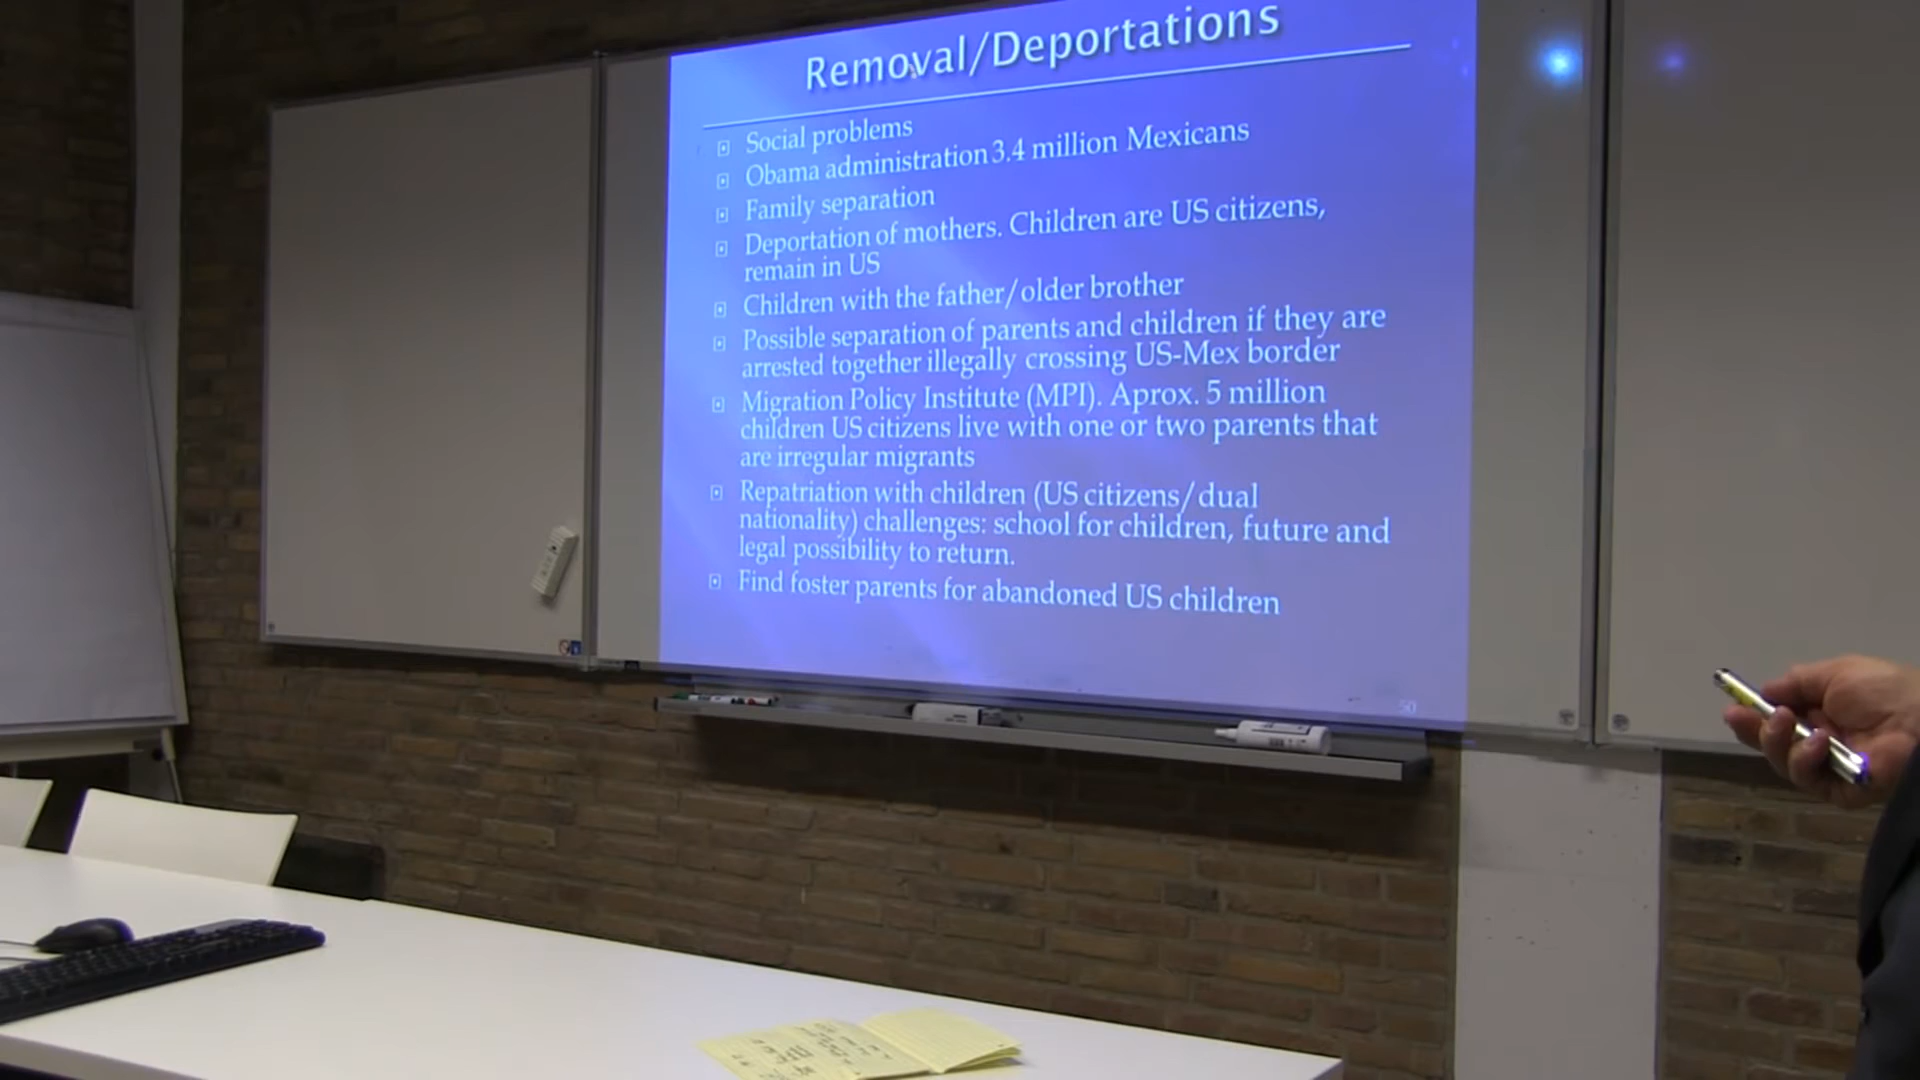 Removal/Deportations
Social problems
Obama administration 3.4 million Mexicans
Family separation
Deportation of mothers. Children are US citizens,
remain in US
Children with the father/older brother
Possible separation of parents and children if they are
arrested together illegally crossing US-Mex border
Migration Policy Institute (MPI). Aprox. 5 million
children US citizens live with one or two parents that
are irregular migrants
Repatriation with children (US citizens/dual
nationality) challenges: school for children, future and
legal possibility to return.
Find foster parents for abandoned US children
50